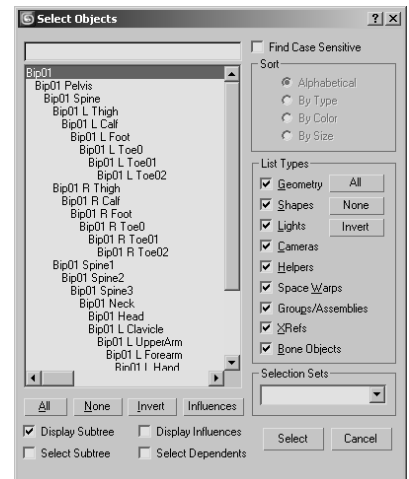 Select Objects
Find Case Sensitive
Bip01
Bip01 Pelvis
Bip01 Spine
Bip01 L Thigh
Bip01 L Calf
Bip01 L Foot
Bip01 L Toe0
Bip01 L Toe01
Bip01 L Toe02
Bip01 R Thigh
Bip01 R Calf
Bip01 R Foot
Bip01 R Toe0
Bip01 R Toe01
Bip01 R Toe02
Bip01 Spine1
Bip01 Spine2
Bip01 Spine3
Bip01 Neck
Bip01 Head
Bip01 L Clavicle
Bip01 L UpperArm
Bip01 L Forearm
Bip01 L Hand
All None Invert Influences
Display Subtree Display Influences
Select Subtree Select Dependents
Sort
Alphabetical
By Type
By Color
By Size
List Types
Geometry All
Shapes None
Lights Invert
Cameras
Helpers
Space Warps
Groups/Assemblies
XRefs
Bone Objects
Selection Sets
Select Cancel